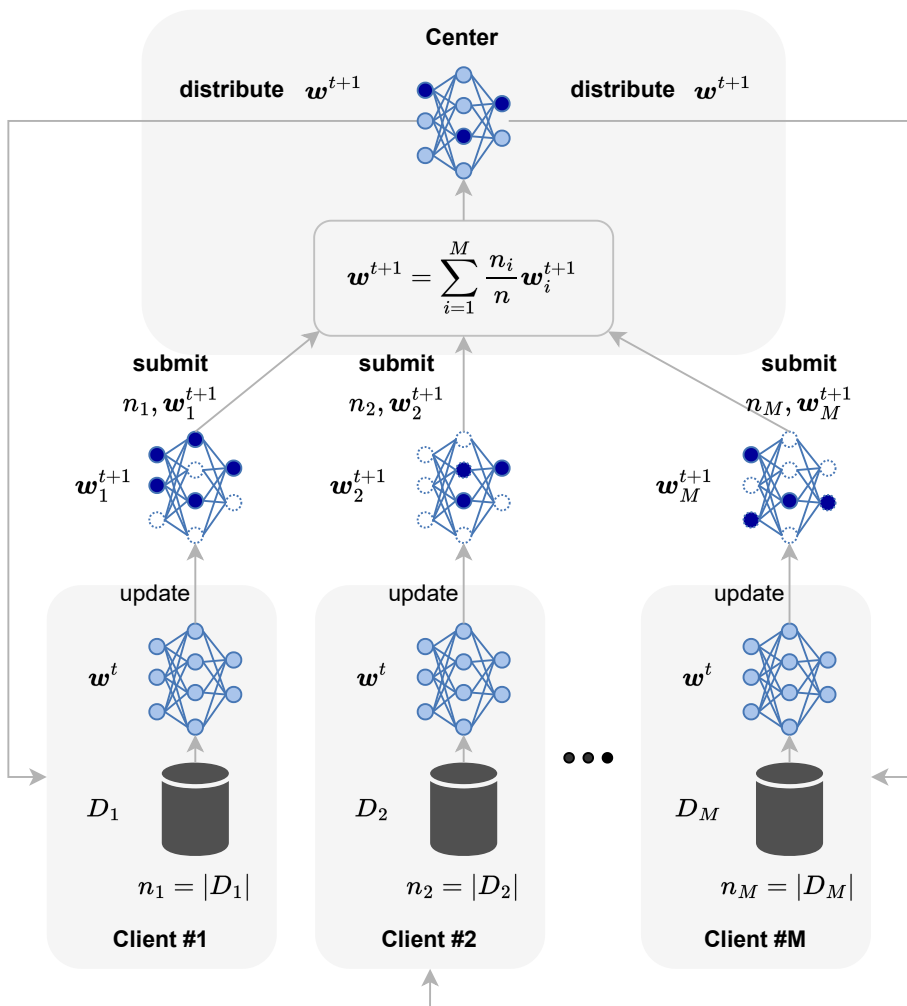 Center
distribute w^{t+1} distribute w^{t+1}
w^{t+1} = \sum_{i=1}^{M} \frac{n_i}{n} w_i^{t+1}
submit submit submit
n_1, w_1^{t+1} n_2, w_2^{t+1} n_M, w_M^{t+1}
w_1^{t+1} w_2^{t+1} w_M^{t+1}
update update update
w^t w^t w^t
D_1 D_2 D_M
n_1 = |D_1| n_2 = |D_2| n_M = |D_M|
Client #1 Client #2 Client #M